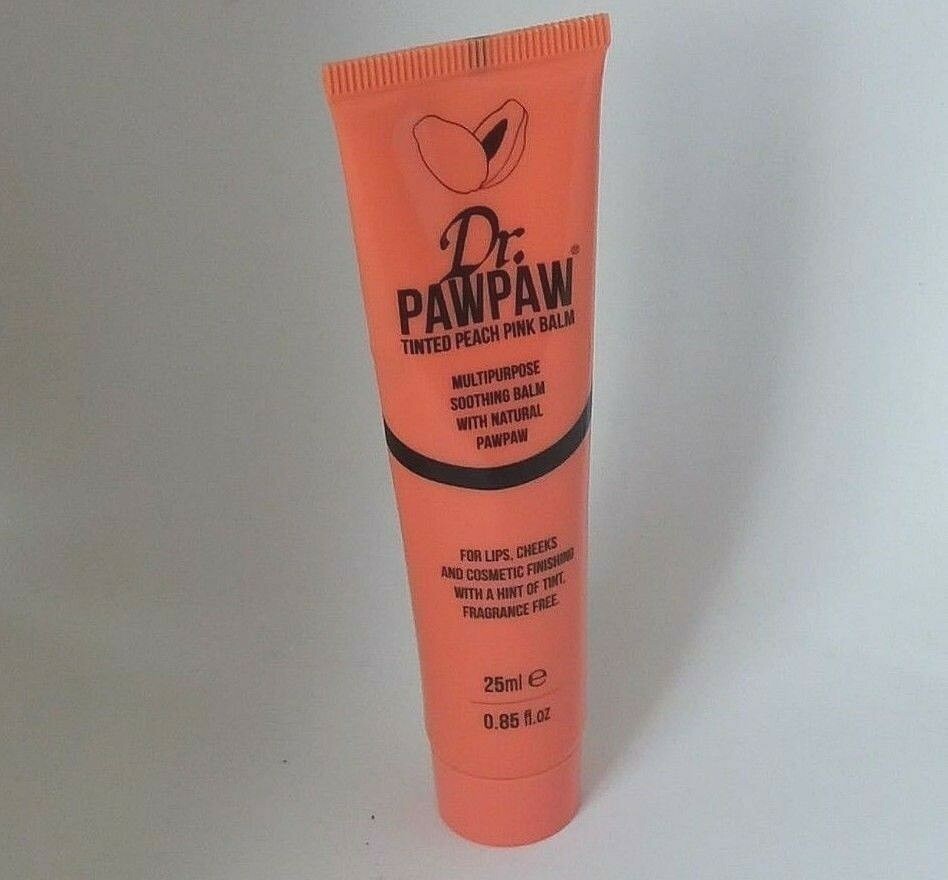 Dr.
PAWPAW®
TINTED PEACH PINK BALM
MULTIPURPOSE
SOOTHING BALM
WITH NATURAL
PAWPAW
FOR LIPS, CHEEKS
AND COSMETIC FINISHING
WITH A HINT OF TINT.
FRAGRANCE FREE.
25ml ℮
0.85 fl.oz